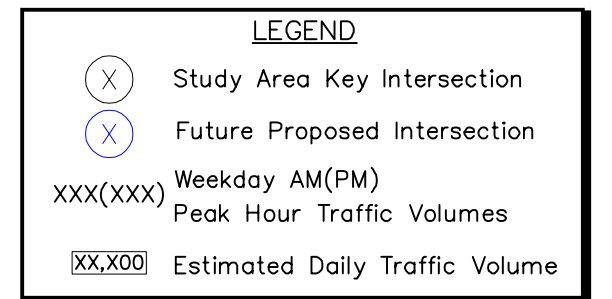 LEGEND
X Study Area Key Intersection
X Future Proposed Intersection
XXX(XXX) Weekday AM(PM)
Peak Hour Traffic Volumes
XX,X00 Estimated Daily Traffic Volume